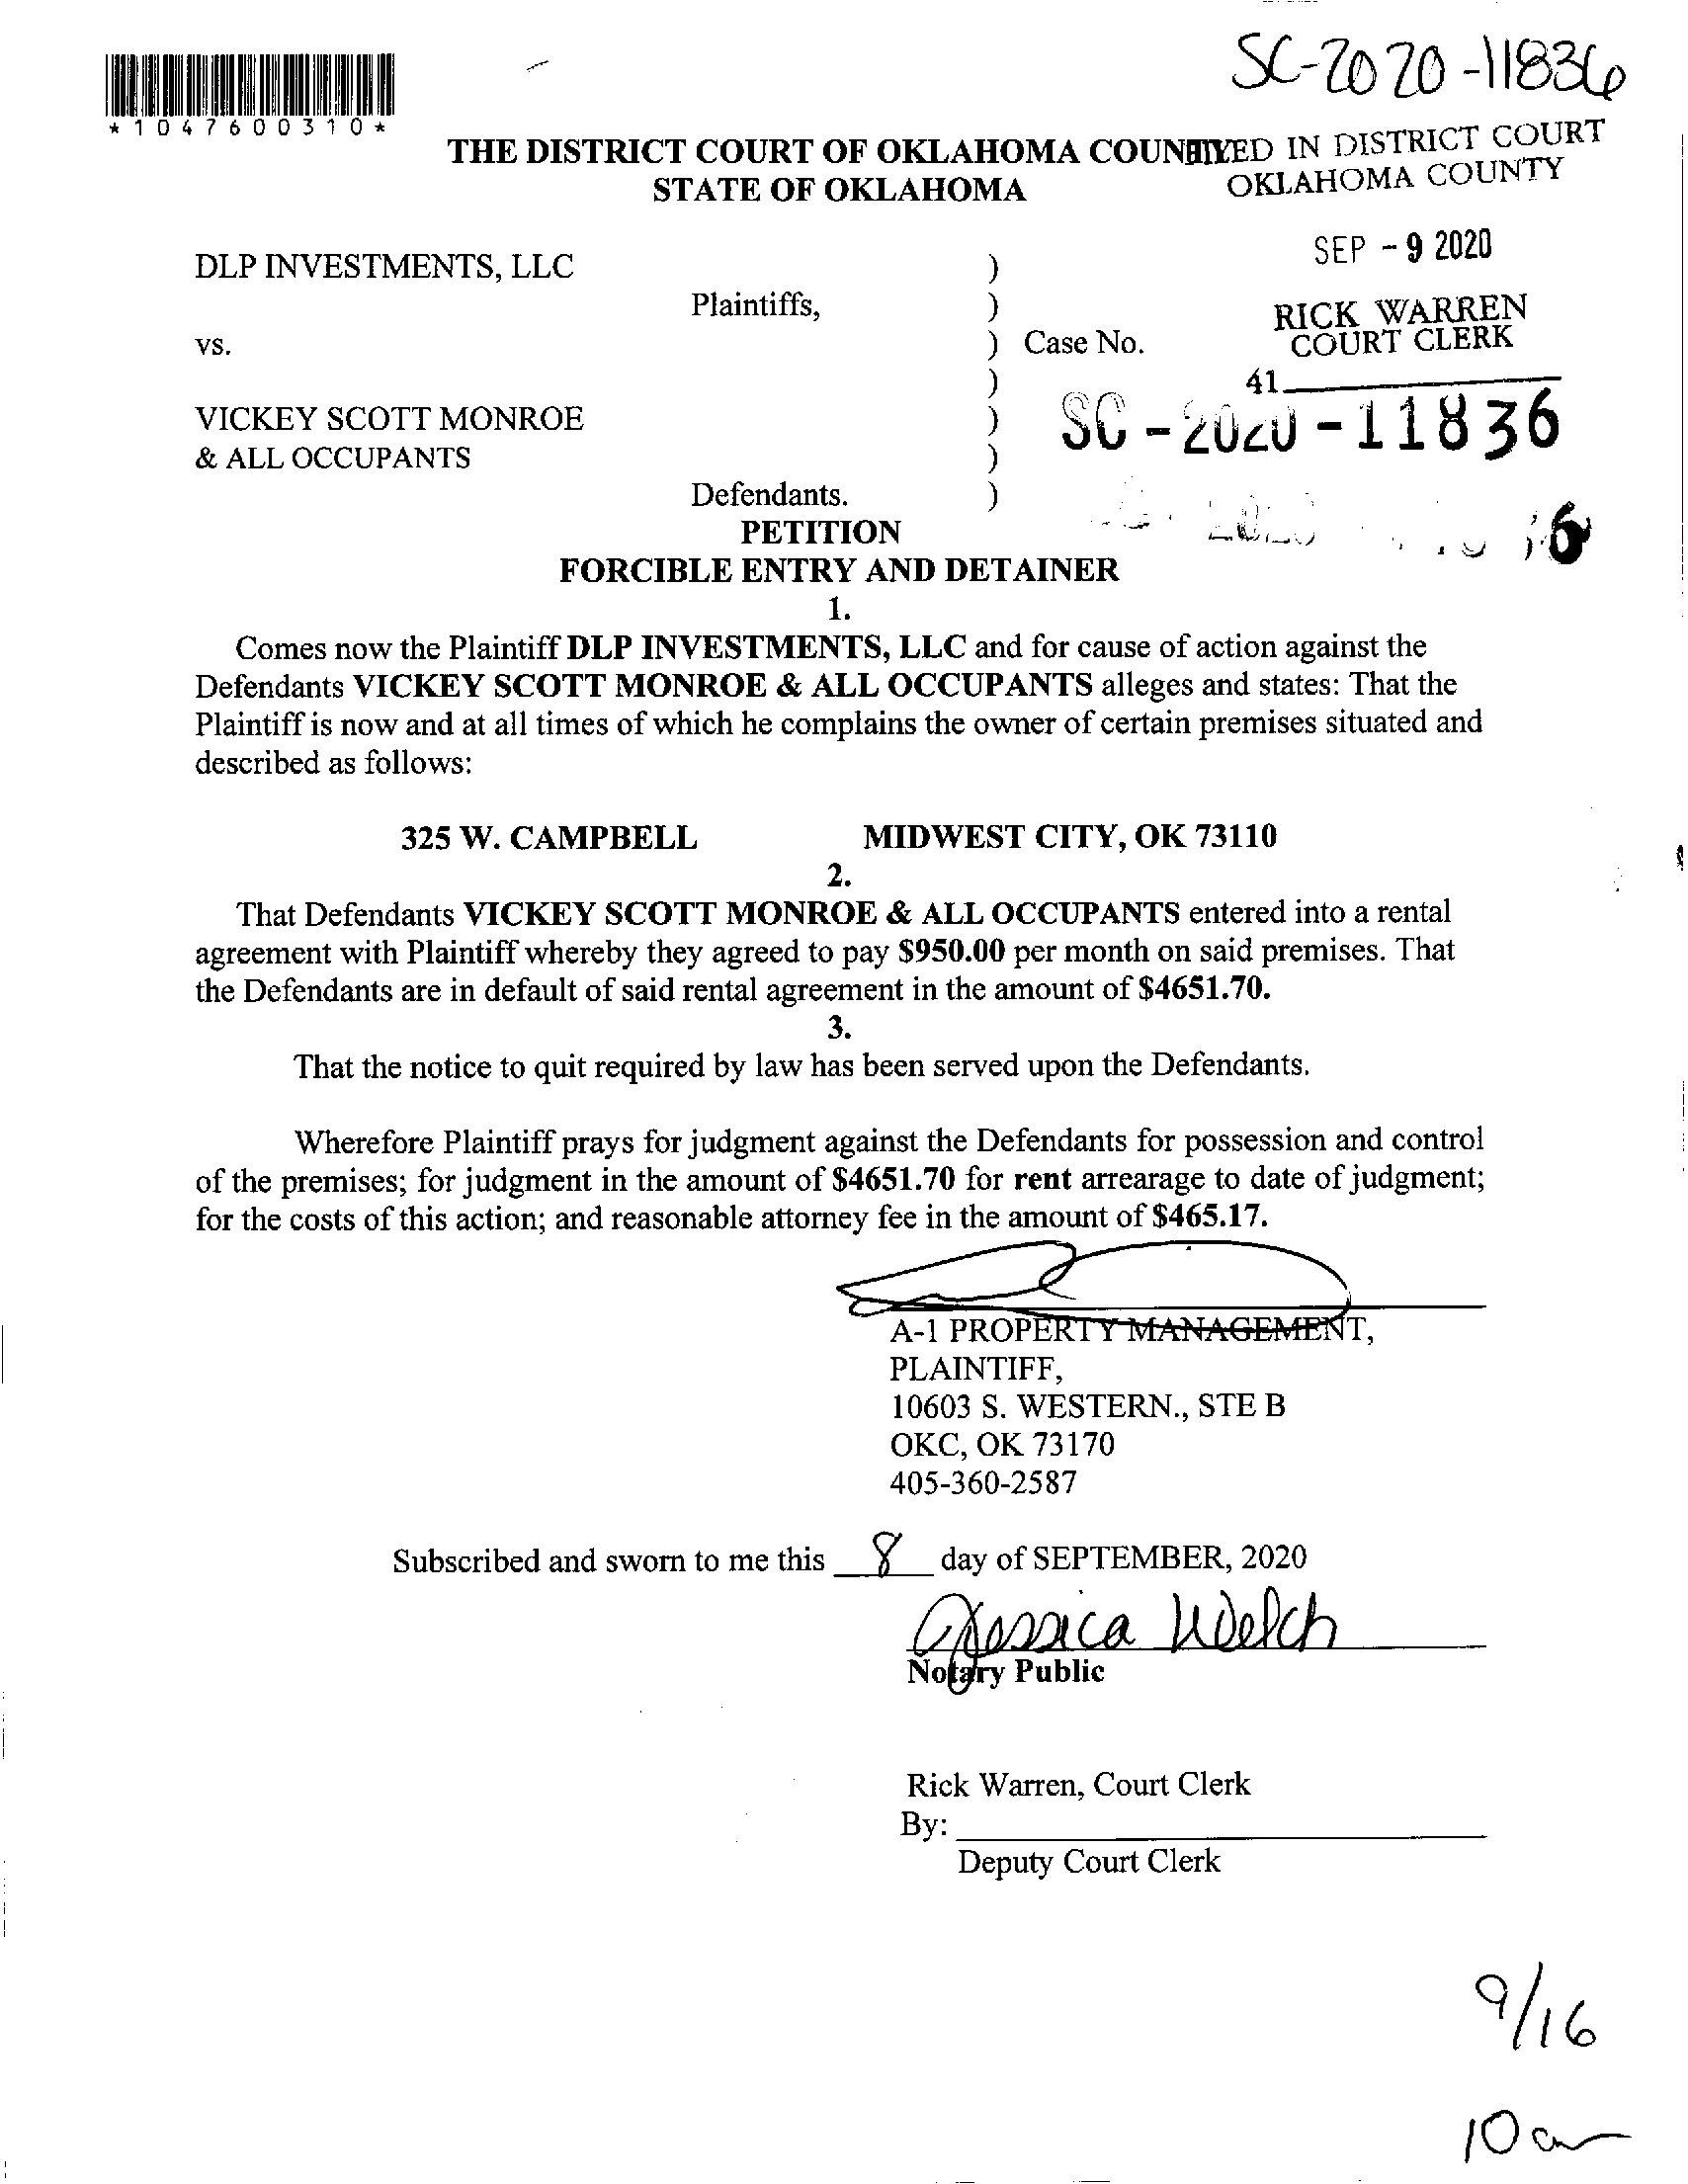 SC-2020-11836
*1047600310*
THE DISTRICT COURT OF OKLAHOMA COUNTY
STATE OF OKLAHOMA
FILED IN DISTRICT COURT
OKLAHOMA COUNTY
SEP - 9 2020
RICK WARREN
COURT CLERK
41
DLP INVESTMENTS, LLC )
Plaintiffs, )
vs. ) Case No.
)
SC - 2020 - 11836
VICKEY SCOTT MONROE )
& ALL OCCUPANTS )
Defendants. )
PETITION
FORCIBLE ENTRY AND DETAINER
1.
Comes now the Plaintiff DLP INVESTMENTS, LLC and for cause of action against the
Defendants VICKEY SCOTT MONROE & ALL OCCUPANTS alleges and states: That the
Plaintiff is now and at all times of which he complains the owner of certain premises situated and
described as follows:
325 W. CAMPBELL MIDWEST CITY, OK 73110
2.
That Defendants VICKEY SCOTT MONROE & ALL OCCUPANTS entered into a rental
agreement with Plaintiff whereby they agreed to pay $950.00 per month on said premises. That
the Defendants are in default of said rental agreement in the amount of $4651.70.
3.
That the notice to quit required by law has been served upon the Defendants.
Wherefore Plaintiff prays for judgment against the Defendants for possession and control
of the premises; for judgment in the amount of $4651.70 for rent arrearage to date of judgment;
for the costs of this action; and reasonable attorney fee in the amount of $465.17.
A-1 PROPERTY MANAGEMENT,
PLAINTIFF,
10603 S. WESTERN., STE B
OKC, OK 73170
405-360-2587
Subscribed and sworn to me this 8 day of SEPTEMBER, 2020
Jessica Welch
Notary Public
Rick Warren, Court Clerk
By:
Deputy Court Clerk
9/16
10 am